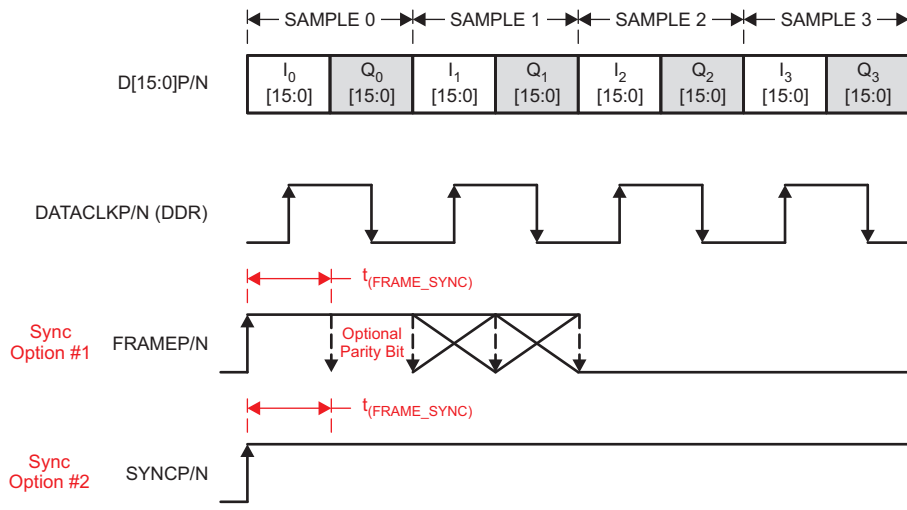 SAMPLE 0 SAMPLE 1 SAMPLE 2 SAMPLE 3
D[15:0]P/N
I0 Q0 I1 Q1 I2 Q2 I3 Q3
[15:0] [15:0] [15:0] [15:0] [15:0] [15:0] [15:0] [15:0]
DATACLKP/N (DDR)
t(FRAME_SYNC)
Sync
Option #1
FRAMEP/N
Optional
Parity Bit
t(FRAME_SYNC)
Sync
Option #2
SYNCP/N